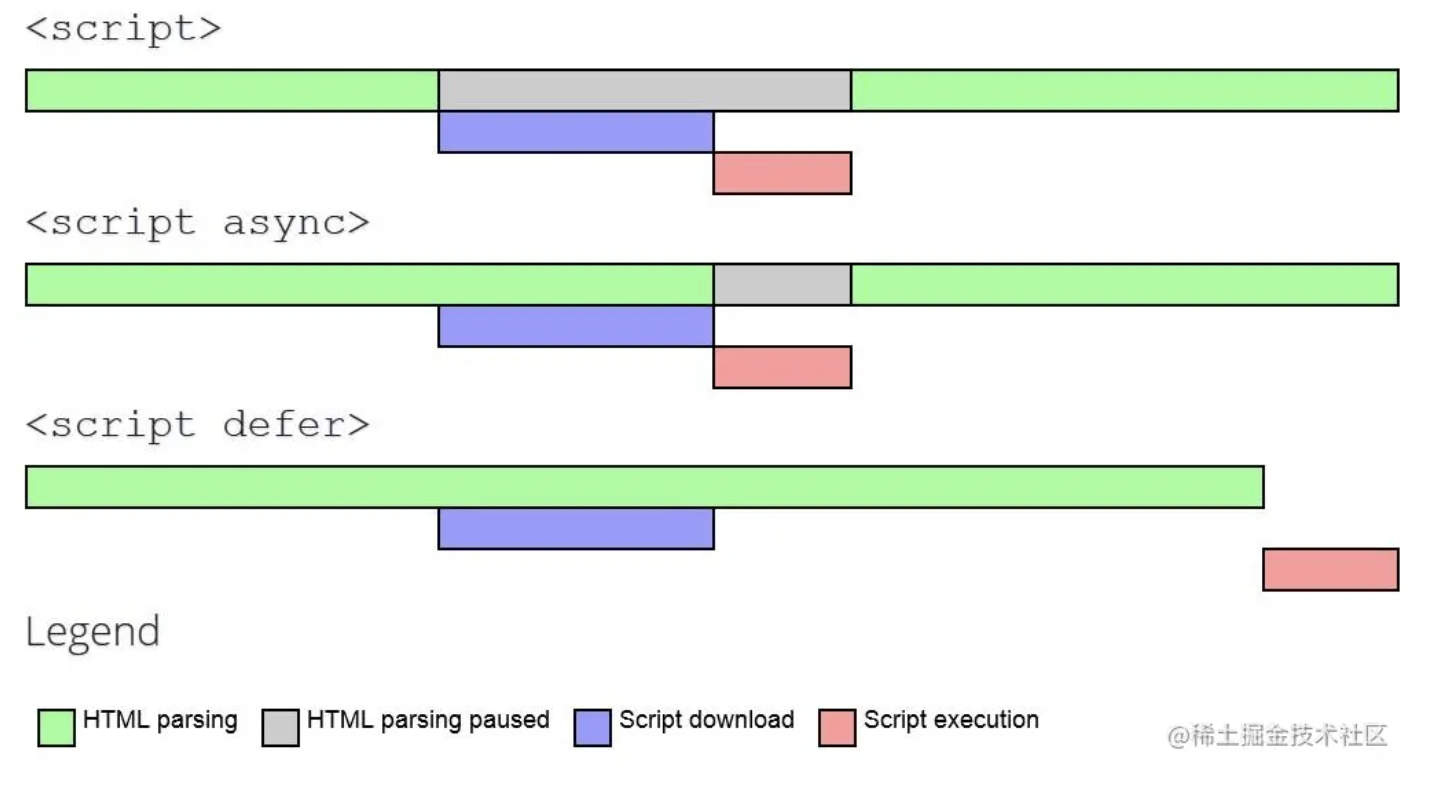 <script>
<script async>
<script defer>
Legend
HTML parsing HTML parsing paused Script download Script execution
@稀土掘金技术社区